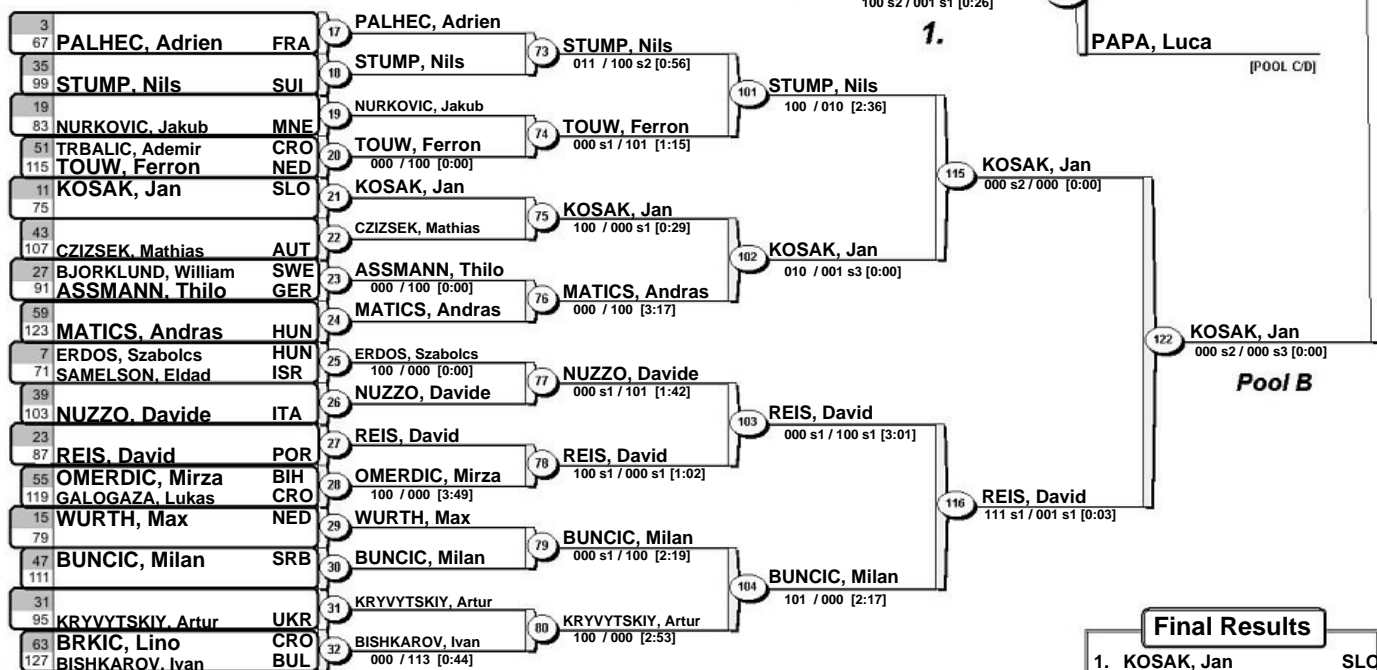 100 s2 / 001 s1 [0:26]
1.
PAPA, Luca
[POOL C/D]
3
67 PALHEC, Adrien FRA
35
99 STUMP, Nils SUI
19
83 NURKOVIC, Jakub MNE
51 TRBALIC, Ademir CRO
115 TOUW, Ferron NED
11 KOSAK, Jan SLO
75
43
107 CZIZSEK, Mathias AUT
27 BJORKLUND, William SWE
91 ASSMANN, Thilo GER
59
123 MATICS, Andras HUN
7 ERDOS, Szabolcs HUN
71 SAMELSON, Eldad ISR
39
103 NUZZO, Davide ITA
23
87 REIS, David POR
55 OMERDIC, Mirza BIH
119 GALOGAZA, Lukas CRO
15 WURTH, Max NED
79
47 BUNCIC, Milan SRB
111
31
95 KRYVYTSKIY, Artur UKR
63 BRKIC, Lino CRO
127 BISHKAROV, Ivan BUL
17 PALHEC, Adrien
18 STUMP, Nils
19 NURKOVIC, Jakub
20 TOUW, Ferron
000 / 100 [0:00]
21 KOSAK, Jan
22 CZIZSEK, Mathias
23 ASSMANN, Thilo
000 / 100 [0:00]
24 MATICS, Andras
25 ERDOS, Szabolcs
100 / 000 [0:00]
26 NUZZO, Davide
27 REIS, David
28 OMERDIC, Mirza
100 / 000 [3:49]
29 WURTH, Max
30 BUNCIC, Milan
31 KRYVYTSKIY, Artur
32 BISHKAROV, Ivan
000 / 113 [0:44]
73 STUMP, Nils
011 / 100 s2 [0:56]
74 TOUW, Ferron
000 s1 / 101 [1:15]
75 KOSAK, Jan
100 / 000 s1 [0:29]
76 MATICS, Andras
000 / 100 [3:17]
77 NUZZO, Davide
000 s1 / 101 [1:42]
78 REIS, David
100 s1 / 000 s1 [1:02]
79 BUNCIC, Milan
000 s1 / 100 [2:19]
80 KRYVYTSKIY, Artur
100 / 000 [2:53]
101 STUMP, Nils
100 / 010 [2:36]
102 KOSAK, Jan
010 / 001 s3 [0:00]
103 REIS, David
000 s1 / 100 s1 [3:01]
104 BUNCIC, Milan
101 / 000 [2:17]
115 KOSAK, Jan
000 s2 / 000 [0:00]
116 REIS, David
111 s1 / 001 s1 [0:03]
122 KOSAK, Jan
000 s2 / 000 s3 [0:00]
Pool B
Final Results
1. KOSAK, Jan SLO